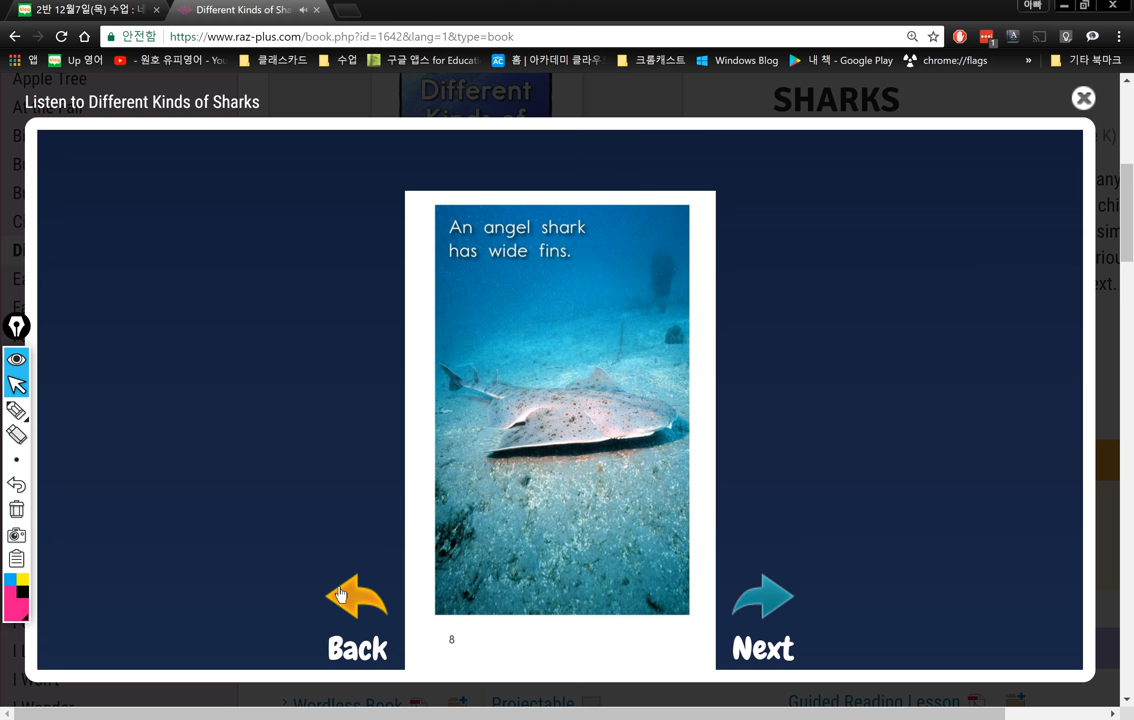 2반 12월7일(목) 수업 : 네
Different Kinds of Sha
아빠
안전함
https://www.raz-plus.com/book.php?id=1642&lang=1&type=book
앱
Up 영어
- 원호 유피영어 - You
클래스카드
수업
구글 앱스 for Educati
홈 | 아카데미 클라우
크롬캐스트
Windows Blog
내 책 - Google Play
chrome://flags
»
기타 북마크
Apple Tree
Different
Kinds of
SHARKS
Listen to Different Kinds of Sharks
An angel shark
has wide fins.
8
Back
Next
I Wonder
Wordless Book
Projectable
Guided Reading Lesson